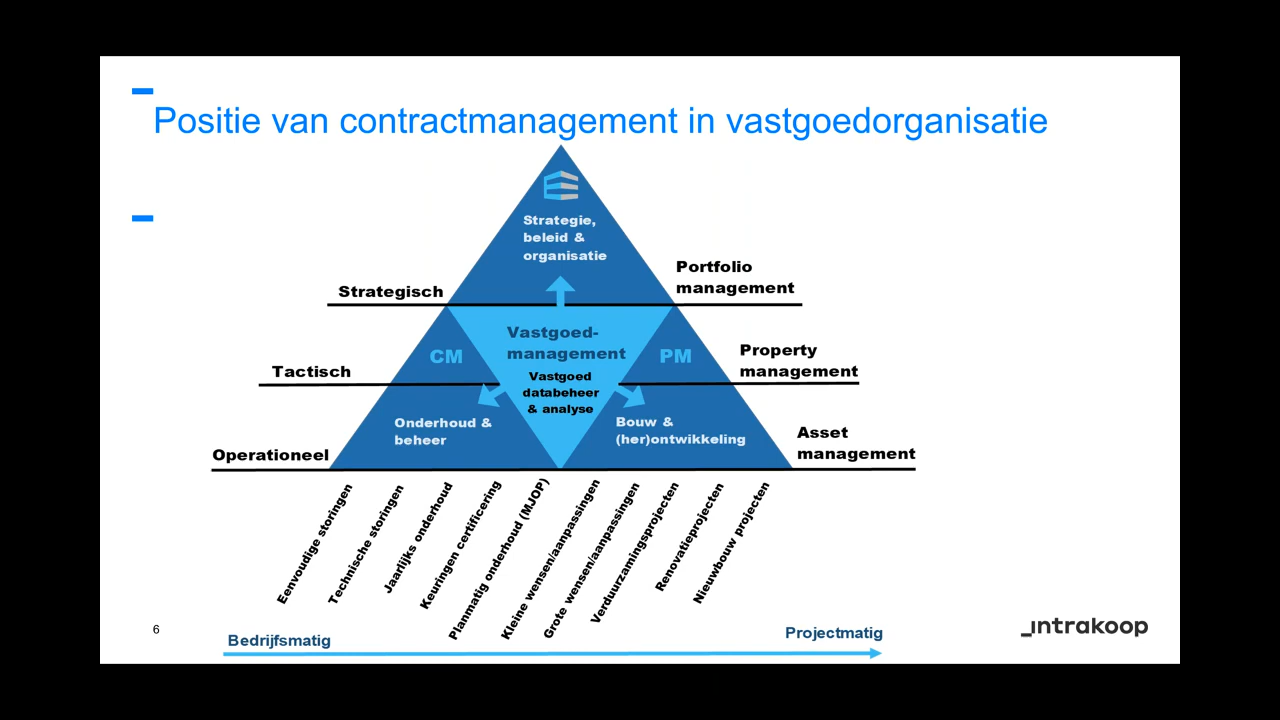 Positie van contractmanagement in vastgoedorganisatie
Strategie,
beleid &
organisatie
Portfolio
management
Strategisch
Vastgoed-
management
CM
PM
Property
management
Tactisch
Vastgoed
databeheer
& analyse
Onderhoud &
beheer
Bouw &
(her)ontwikkeling
Asset
management
Operationeel
Eenvoudige storingen
Technische storingen
Jaarlijks onderhoud
Keuringen certificering
Planmatig onderhoud (MJOP)
Kleine wensen/aanpassingen
Grote wensen/aanpassingen
Verduurzamingsprojecten
Renovatieprojecten
Nieuwbouw projecten
6
Bedrijfsmatig
Projectmatig
intrakoop